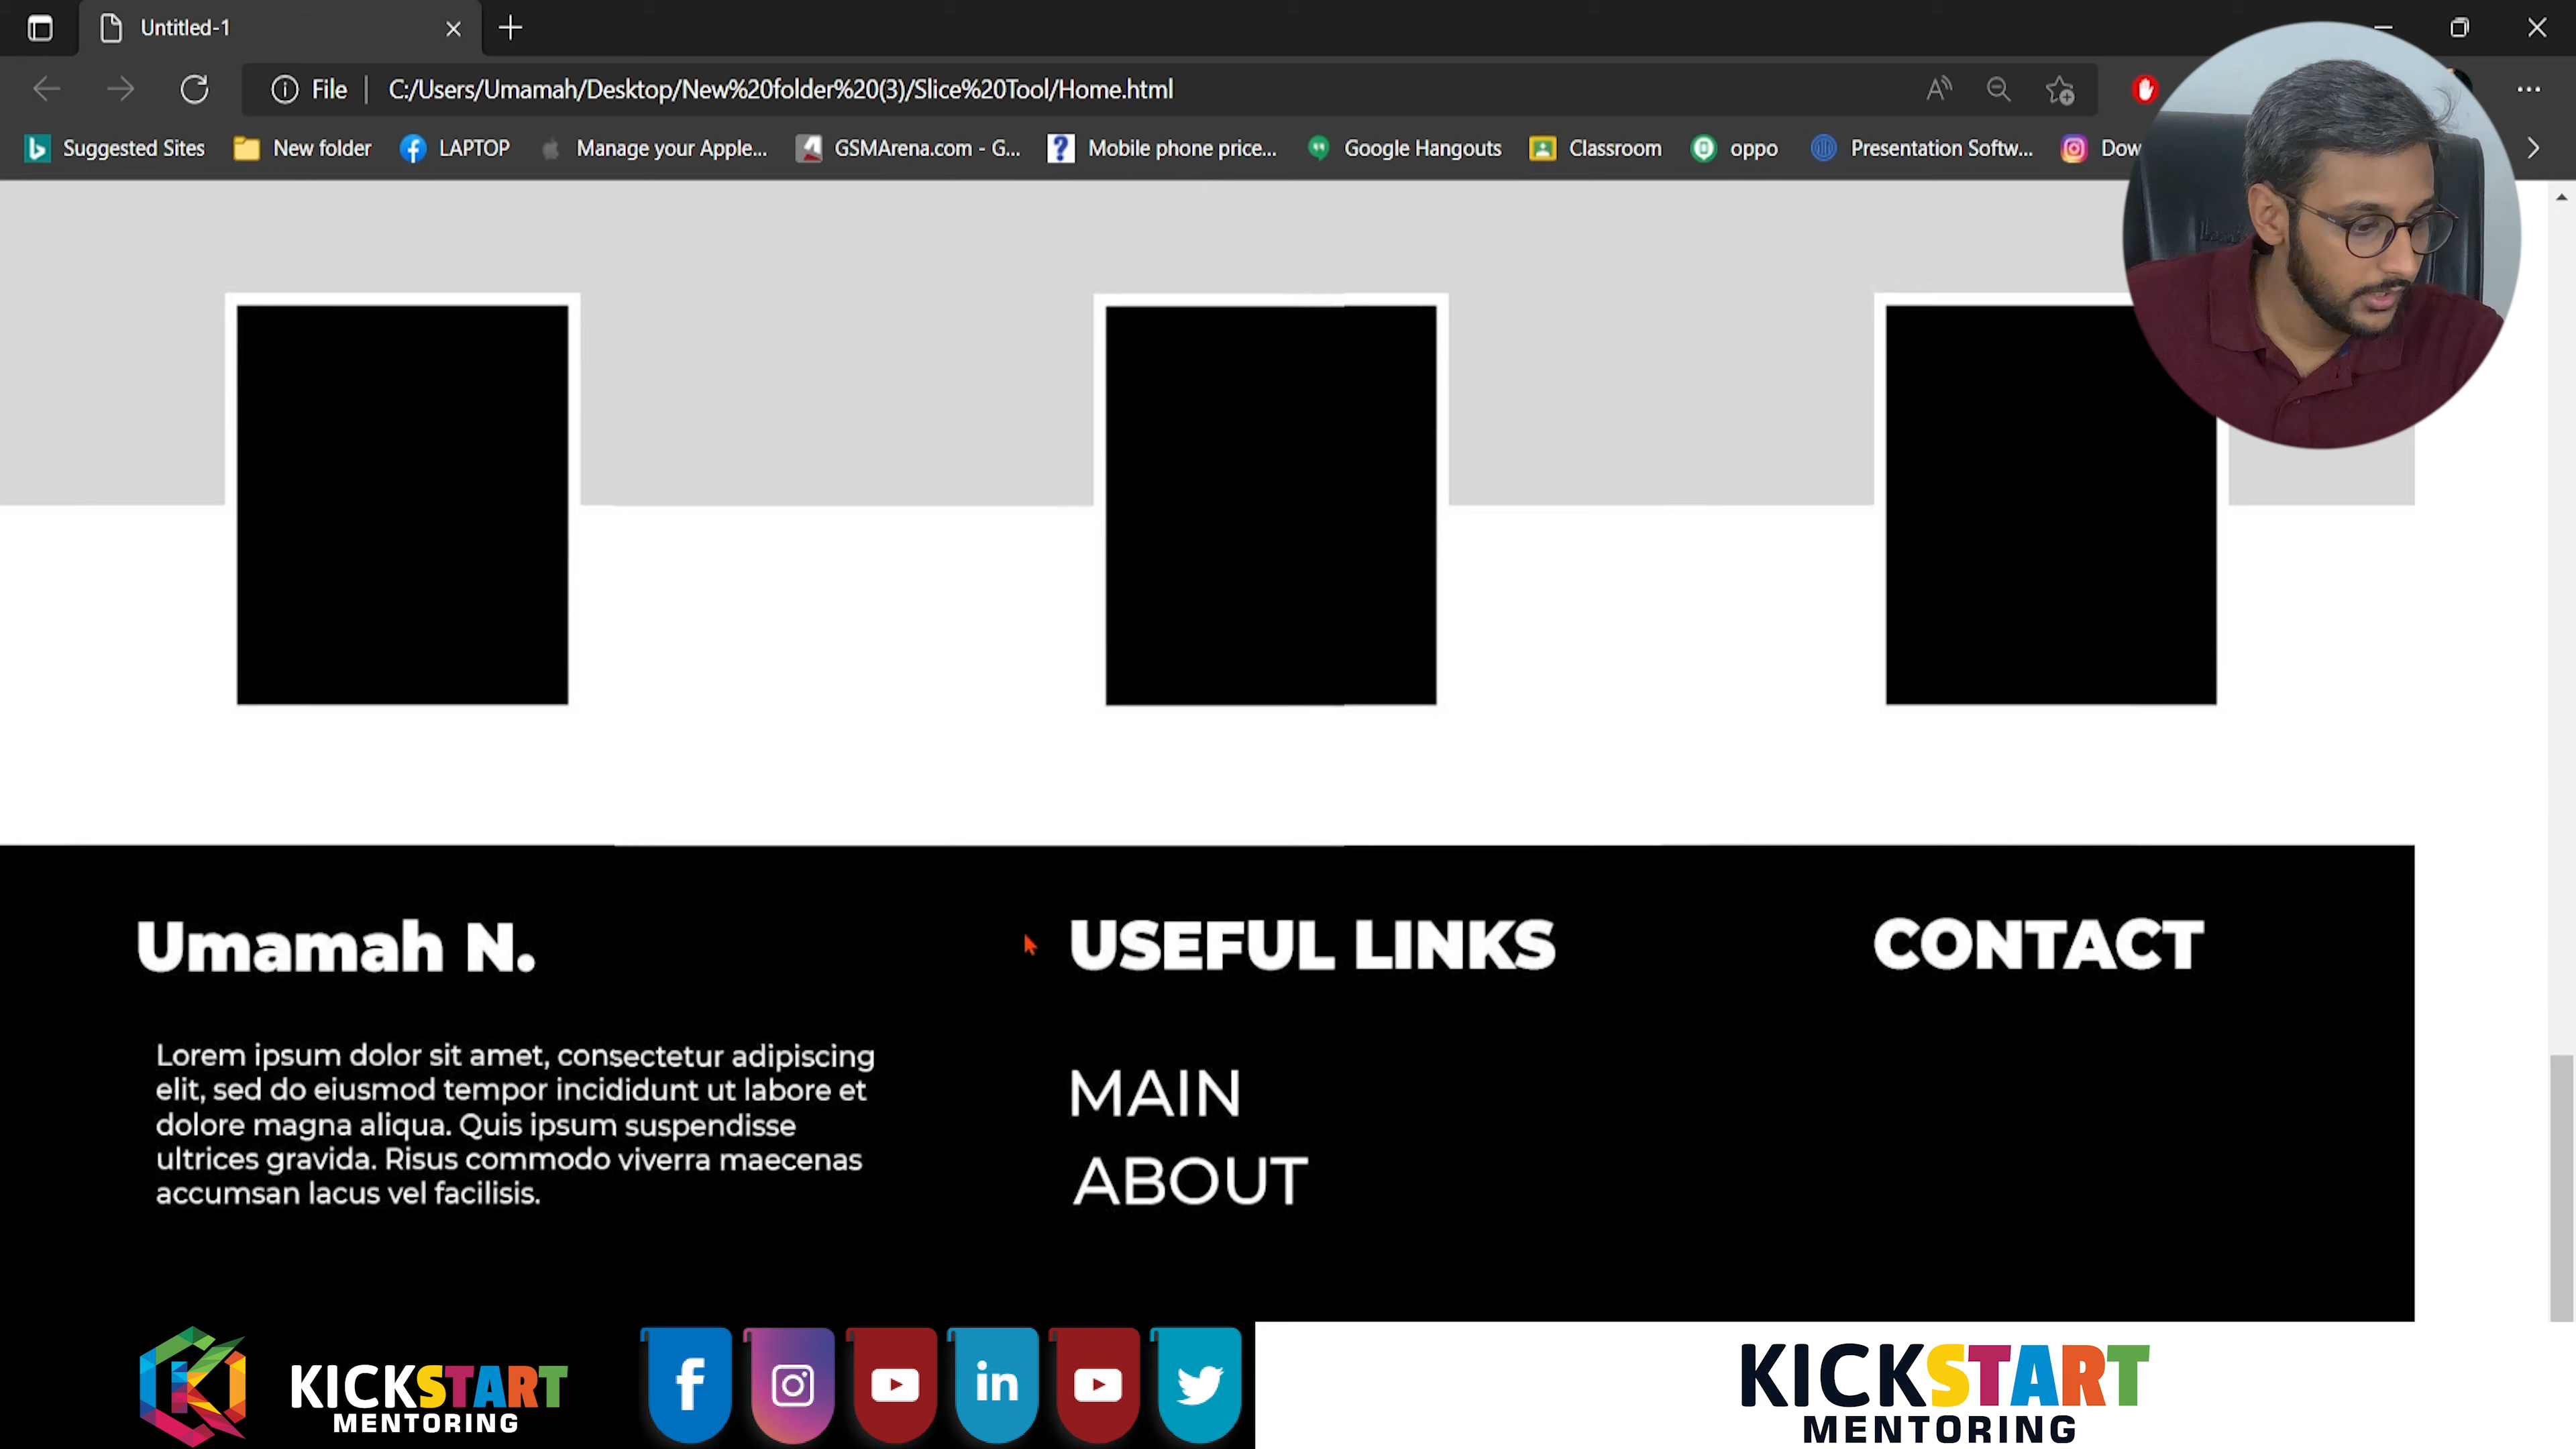 Untitled-1
File | C:/Users/Umamah/Desktop/New%20folder%20(3)/Slice%20Tool/Home.html
Suggested Sites New folder LAPTOP Manage your Apple... GSMArena.com - G... Mobile phone price... Google Hangouts Classroom oppo Presentation Softw... Dow
Umamah N. USEFUL LINKS CONTACT
Lorem ipsum dolor sit amet, consectetur adipiscing
elit, sed do eiusmod tempor incididunt ut labore et
dolore magna aliqua. Quis ipsum suspendisse
ultrices gravida. Risus commodo viverra maecenas
accumsan lacus vel facilisis.
MAIN
ABOUT
KICKSTART
MENTORING
KICKSTART
MENTORING